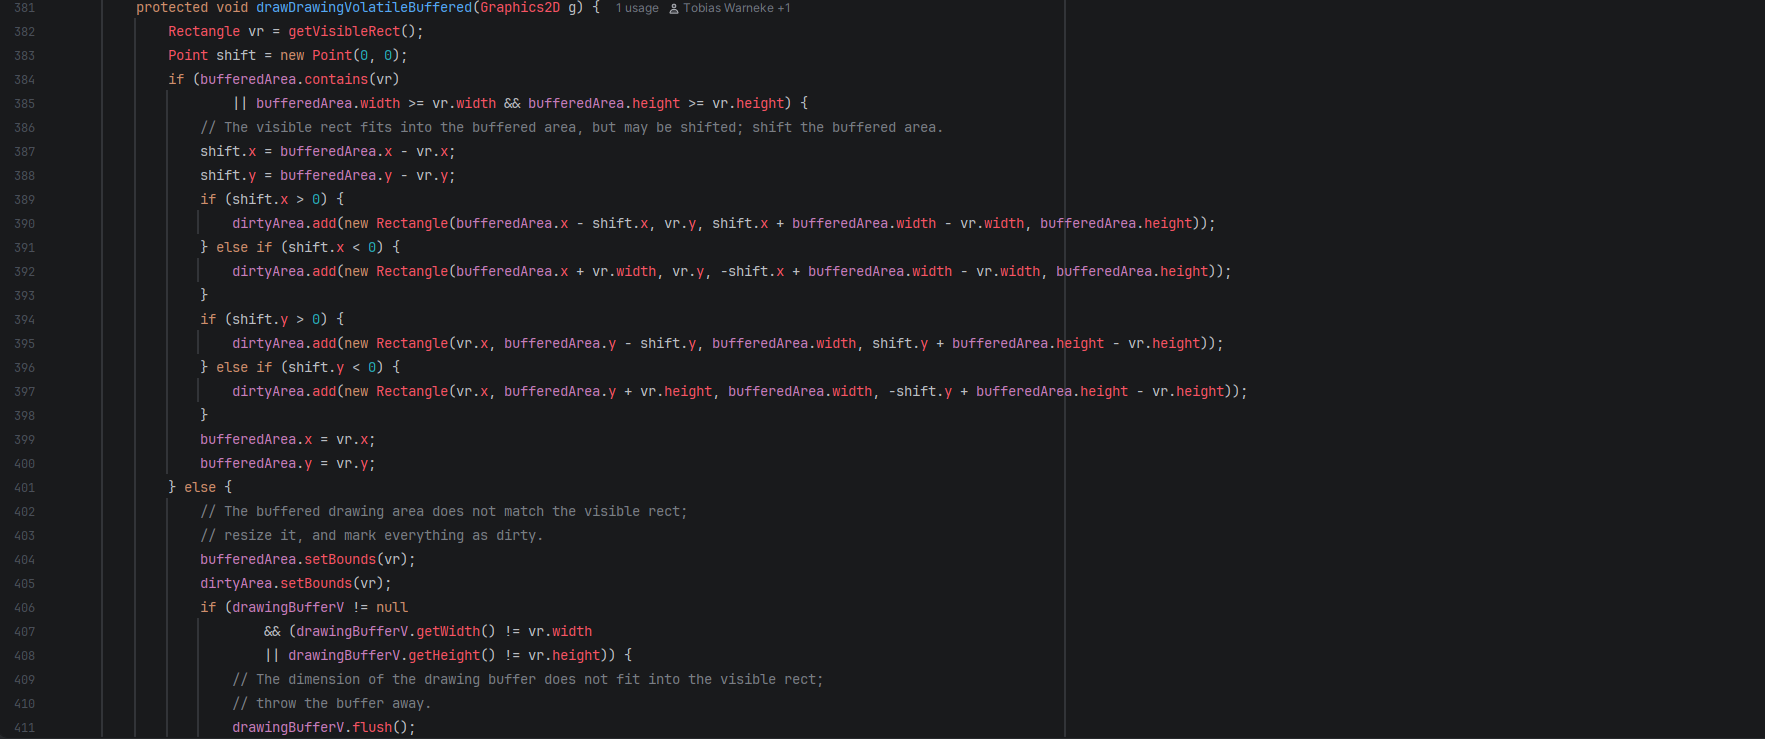 381 protected void drawDrawingVolatileBuffered(Graphics2D g) { 1 usage Tobias Warneke +1
382 Rectangle vr = getVisibleRect();
383 Point shift = new Point(0, 0);
384 if (bufferedArea.contains(vr)
385 || bufferedArea.width >= vr.width && bufferedArea.height >= vr.height) {
386 // The visible rect fits into the buffered area, but may be shifted; shift the buffered area.
387 shift.x = bufferedArea.x - vr.x;
388 shift.y = bufferedArea.y - vr.y;
389 if (shift.x > 0) {
390 dirtyArea.add(new Rectangle(bufferedArea.x - shift.x, vr.y, shift.x + bufferedArea.width - vr.width, bufferedArea.height));
391 } else if (shift.x < 0) {
392 dirtyArea.add(new Rectangle(bufferedArea.x + vr.width, vr.y, -shift.x + bufferedArea.width - vr.width, bufferedArea.height));
393 }
394 if (shift.y > 0) {
395 dirtyArea.add(new Rectangle(vr.x, bufferedArea.y - shift.y, bufferedArea.width, shift.y + bufferedArea.height - vr.height));
396 } else if (shift.y < 0) {
397 dirtyArea.add(new Rectangle(vr.x, bufferedArea.y + vr.height, bufferedArea.width, -shift.y + bufferedArea.height - vr.height));
398 }
399 bufferedArea.x = vr.x;
400 bufferedArea.y = vr.y;
401 } else {
402 // The buffered drawing area does not match the visible rect;
403 // resize it, and mark everything as dirty.
404 bufferedArea.setBounds(vr);
405 dirtyArea.setBounds(vr);
406 if (drawingBufferV != null
407 && (drawingBufferV.getWidth() != vr.width
408 || drawingBufferV.getHeight() != vr.height)) {
409 // The dimension of the drawing buffer does not fit into the visible rect;
410 // throw the buffer away.
411 drawingBufferV.flush();